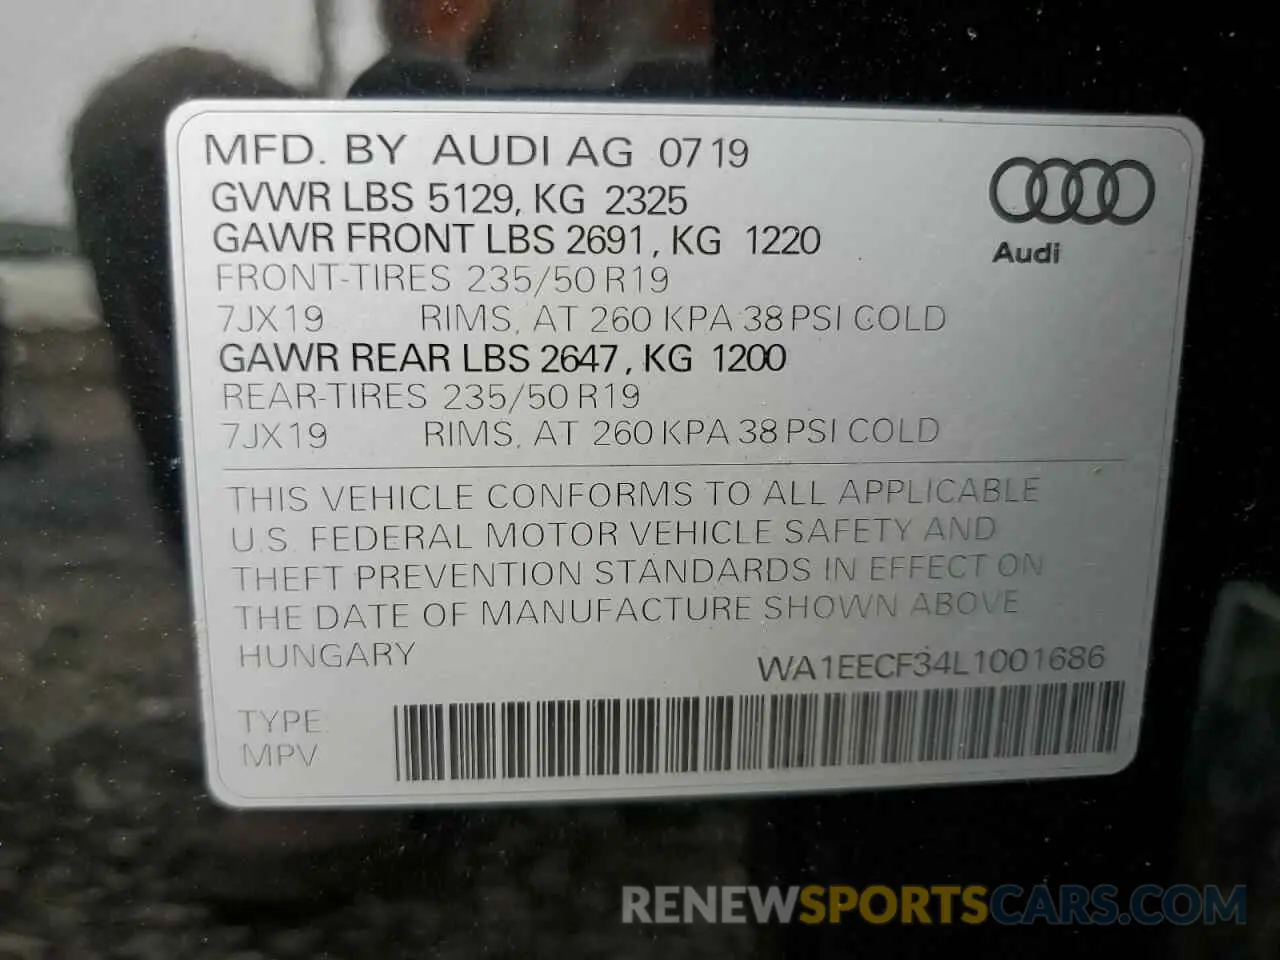 MFD. BY AUDI AG 0719
GVWR LBS 5129, KG 2325
GAWR FRONT LBS 2691, KG 1220
FRONT-TIRES 235/50 R19
7JX19 RIMS, AT 260 KPA 38 PSI COLD
GAWR REAR LBS 2647, KG 1200
REAR-TIRES 235/50 R19
7JX19 RIMS, AT 260 KPA 38 PSI COLD
Audi
THIS VEHICLE CONFORMS TO ALL APPLICABLE
U.S. FEDERAL MOTOR VEHICLE SAFETY AND
THEFT PREVENTION STANDARDS IN EFFECT ON
THE DATE OF MANUFACTURE SHOWN ABOVE
HUNGARY WA1EECF34L1001686
TYPE:
MPV
RENEWSPORTSCARS.COM